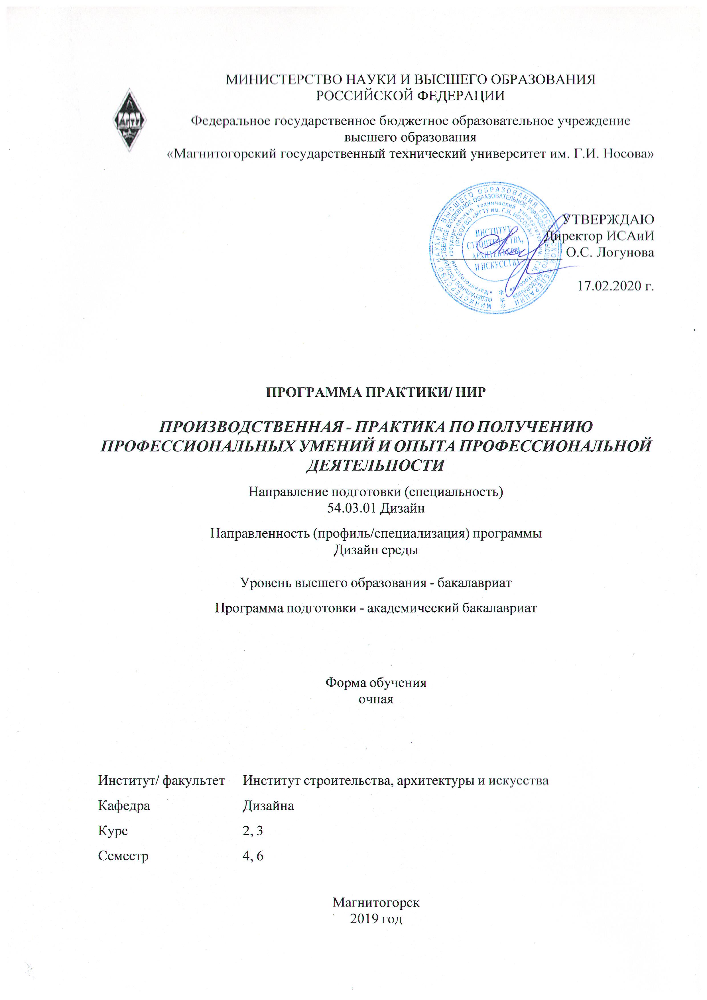 МИНИСТЕРСТВО НАУКИ И ВЫСШЕГО ОБРАЗОВАНИЯ
РОССИЙСКОЙ ФЕДЕРАЦИИ
Федеральное государственное бюджетное образовательное учреждение
высшего образования
«Магнитогорский государственный технический университет им. Г.И. Носова»
МИНИСТЕРСТВО НАУКИ И ВЫСШЕГО ОБРАЗОВАНИЯ РОССИЙСКОЙ ФЕДЕРАЦИИ
ФЕДЕРАЛЬНОЕ ГОСУДАРСТВЕННОЕ БЮДЖЕТНОЕ ОБРАЗОВАТЕЛЬНОЕ УЧРЕЖДЕНИЕ ВЫСШЕГО ОБРАЗОВАНИЯ
«Магнитогорский государственный технический университет им. Г.И. Носова»
(ФГБОУ ВО «МГТУ им. Г.И. НОСОВА»)
ИНСТИТУТ
СТРОИТЕЛЬСТВА,
АРХИТЕКТУРЫ
И ИСКУССТВА
УТВЕРЖДАЮ
Директор ИСАиИ
О.С. Логунова
17.02.2020 г.
ПРОГРАММА ПРАКТИКИ/ НИР
ПРОИЗВОДСТВЕННАЯ - ПРАКТИКА ПО ПОЛУЧЕНИЮ
ПРОФЕССИОНАЛЬНЫХ УМЕНИЙ И ОПЫТА ПРОФЕССИОНАЛЬНОЙ
ДЕЯТЕЛЬНОСТИ
Направление подготовки (специальность)
54.03.01 Дизайн
Направленность (профиль/специализация) программы
Дизайн среды
Уровень высшего образования - бакалавриат
Программа подготовки - академический бакалавриат
Форма обучения
очная
Институт/ факультет Институт строительства, архитектуры и искусства
Кафедра Дизайна
Курс 2, 3
Семестр 4, 6
Магнитогорск
2019 год